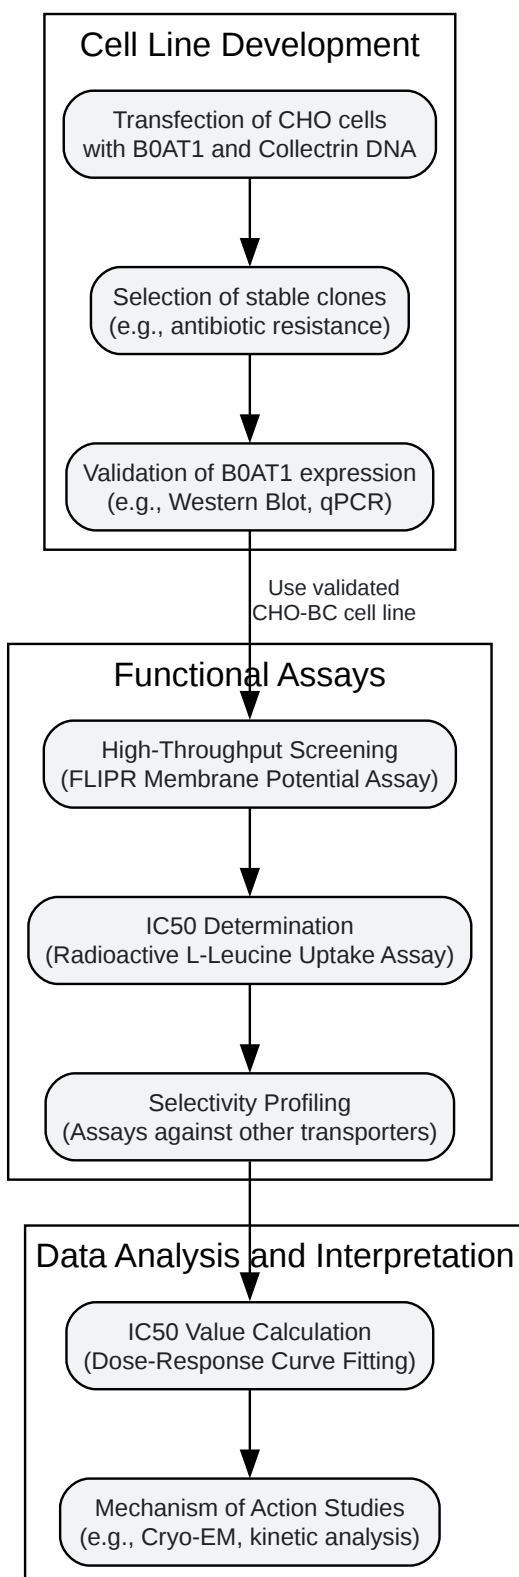 Cell Line Development
Transfection of CHO cells
with B0AT1 and Collectrin DNA
Selection of stable clones
(e.g., antibiotic resistance)
Validation of B0AT1 expression
(e.g., Western Blot, qPCR)
Use validated
CHO-BC cell line
Functional Assays
High-Throughput Screening
(FLIPR Membrane Potential Assay)
IC50 Determination
(Radioactive L-Leucine Uptake Assay)
Selectivity Profiling
(Assays against other transporters)
Data Analysis and Interpretation
IC50 Value Calculation
(Dose-Response Curve Fitting)
Mechanism of Action Studies
(e.g., Cryo-EM, kinetic analysis)